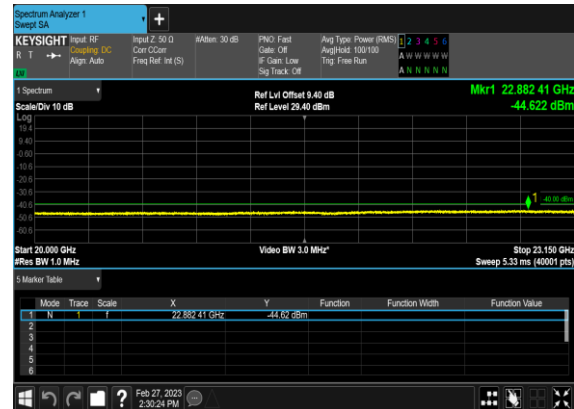 Spectrum Analyzer 1
Swept SA
+
KEYSIGHT Input: RF Input Z: 50 Ω #Atten: 30 dB PNO: Fast Avg Type: Power (RMS) 1 2 3 4 5 6
R T Coupling: DC Corr CCorr Gate: Off Avg|Hold: 100/100 A W W W W W
Align: Auto Freq Ref: Int (S) IF Gain: Low Trig: Free Run
LXI Sig Track: Off A N N N N N
1 Spectrum Ref Lvl Offset 9.40 dB Mkr1 22.882 41 GHz
Scale/Div 10 dB Ref Level 29.40 dBm -44.622 dBm
Log
19.4
9.40
-0.60
-10.6
-20.6
-30.6
1 -40.00 dBm
-40.6
-50.6
-60.6
Start 20.000 GHz Video BW 3.0 MHz* Stop 23.150 GHz
#Res BW 1.0 MHz Sweep 5.33 ms (40001 pts)
5 Marker Table
Mode Trace Scale X Y Function Function Width Function Value
1 N 1 f 22.882 41 GHz -44.62 dBm
2
3
4
5
6
? Feb 27, 2023
2:30:24 PM